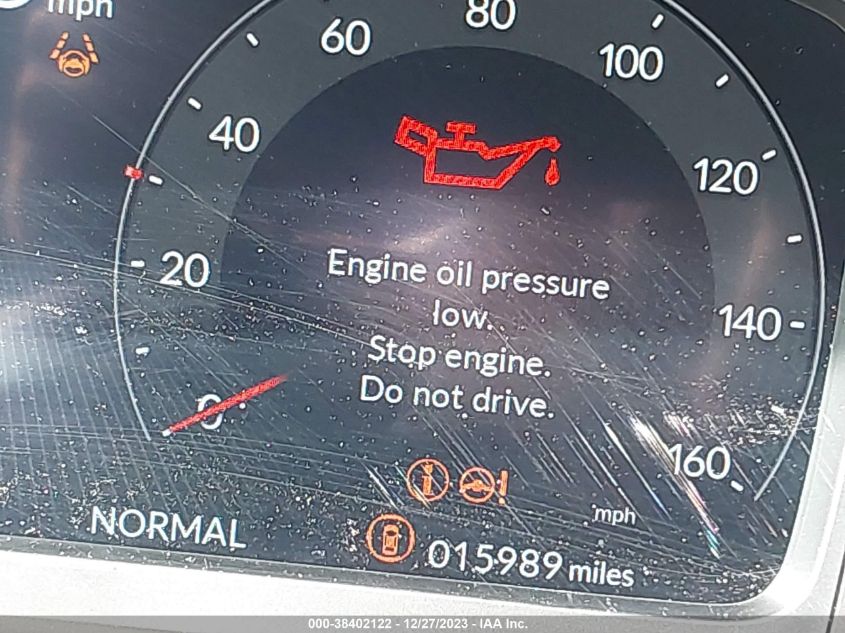 mph
80
60
100
40
120
20
Engine oil pressure
low.
140
Stop engine.
Do not drive.
0
160
mph
NORMAL
015989 miles
000-38402122 - 12/27/2023 - IAA Inc.